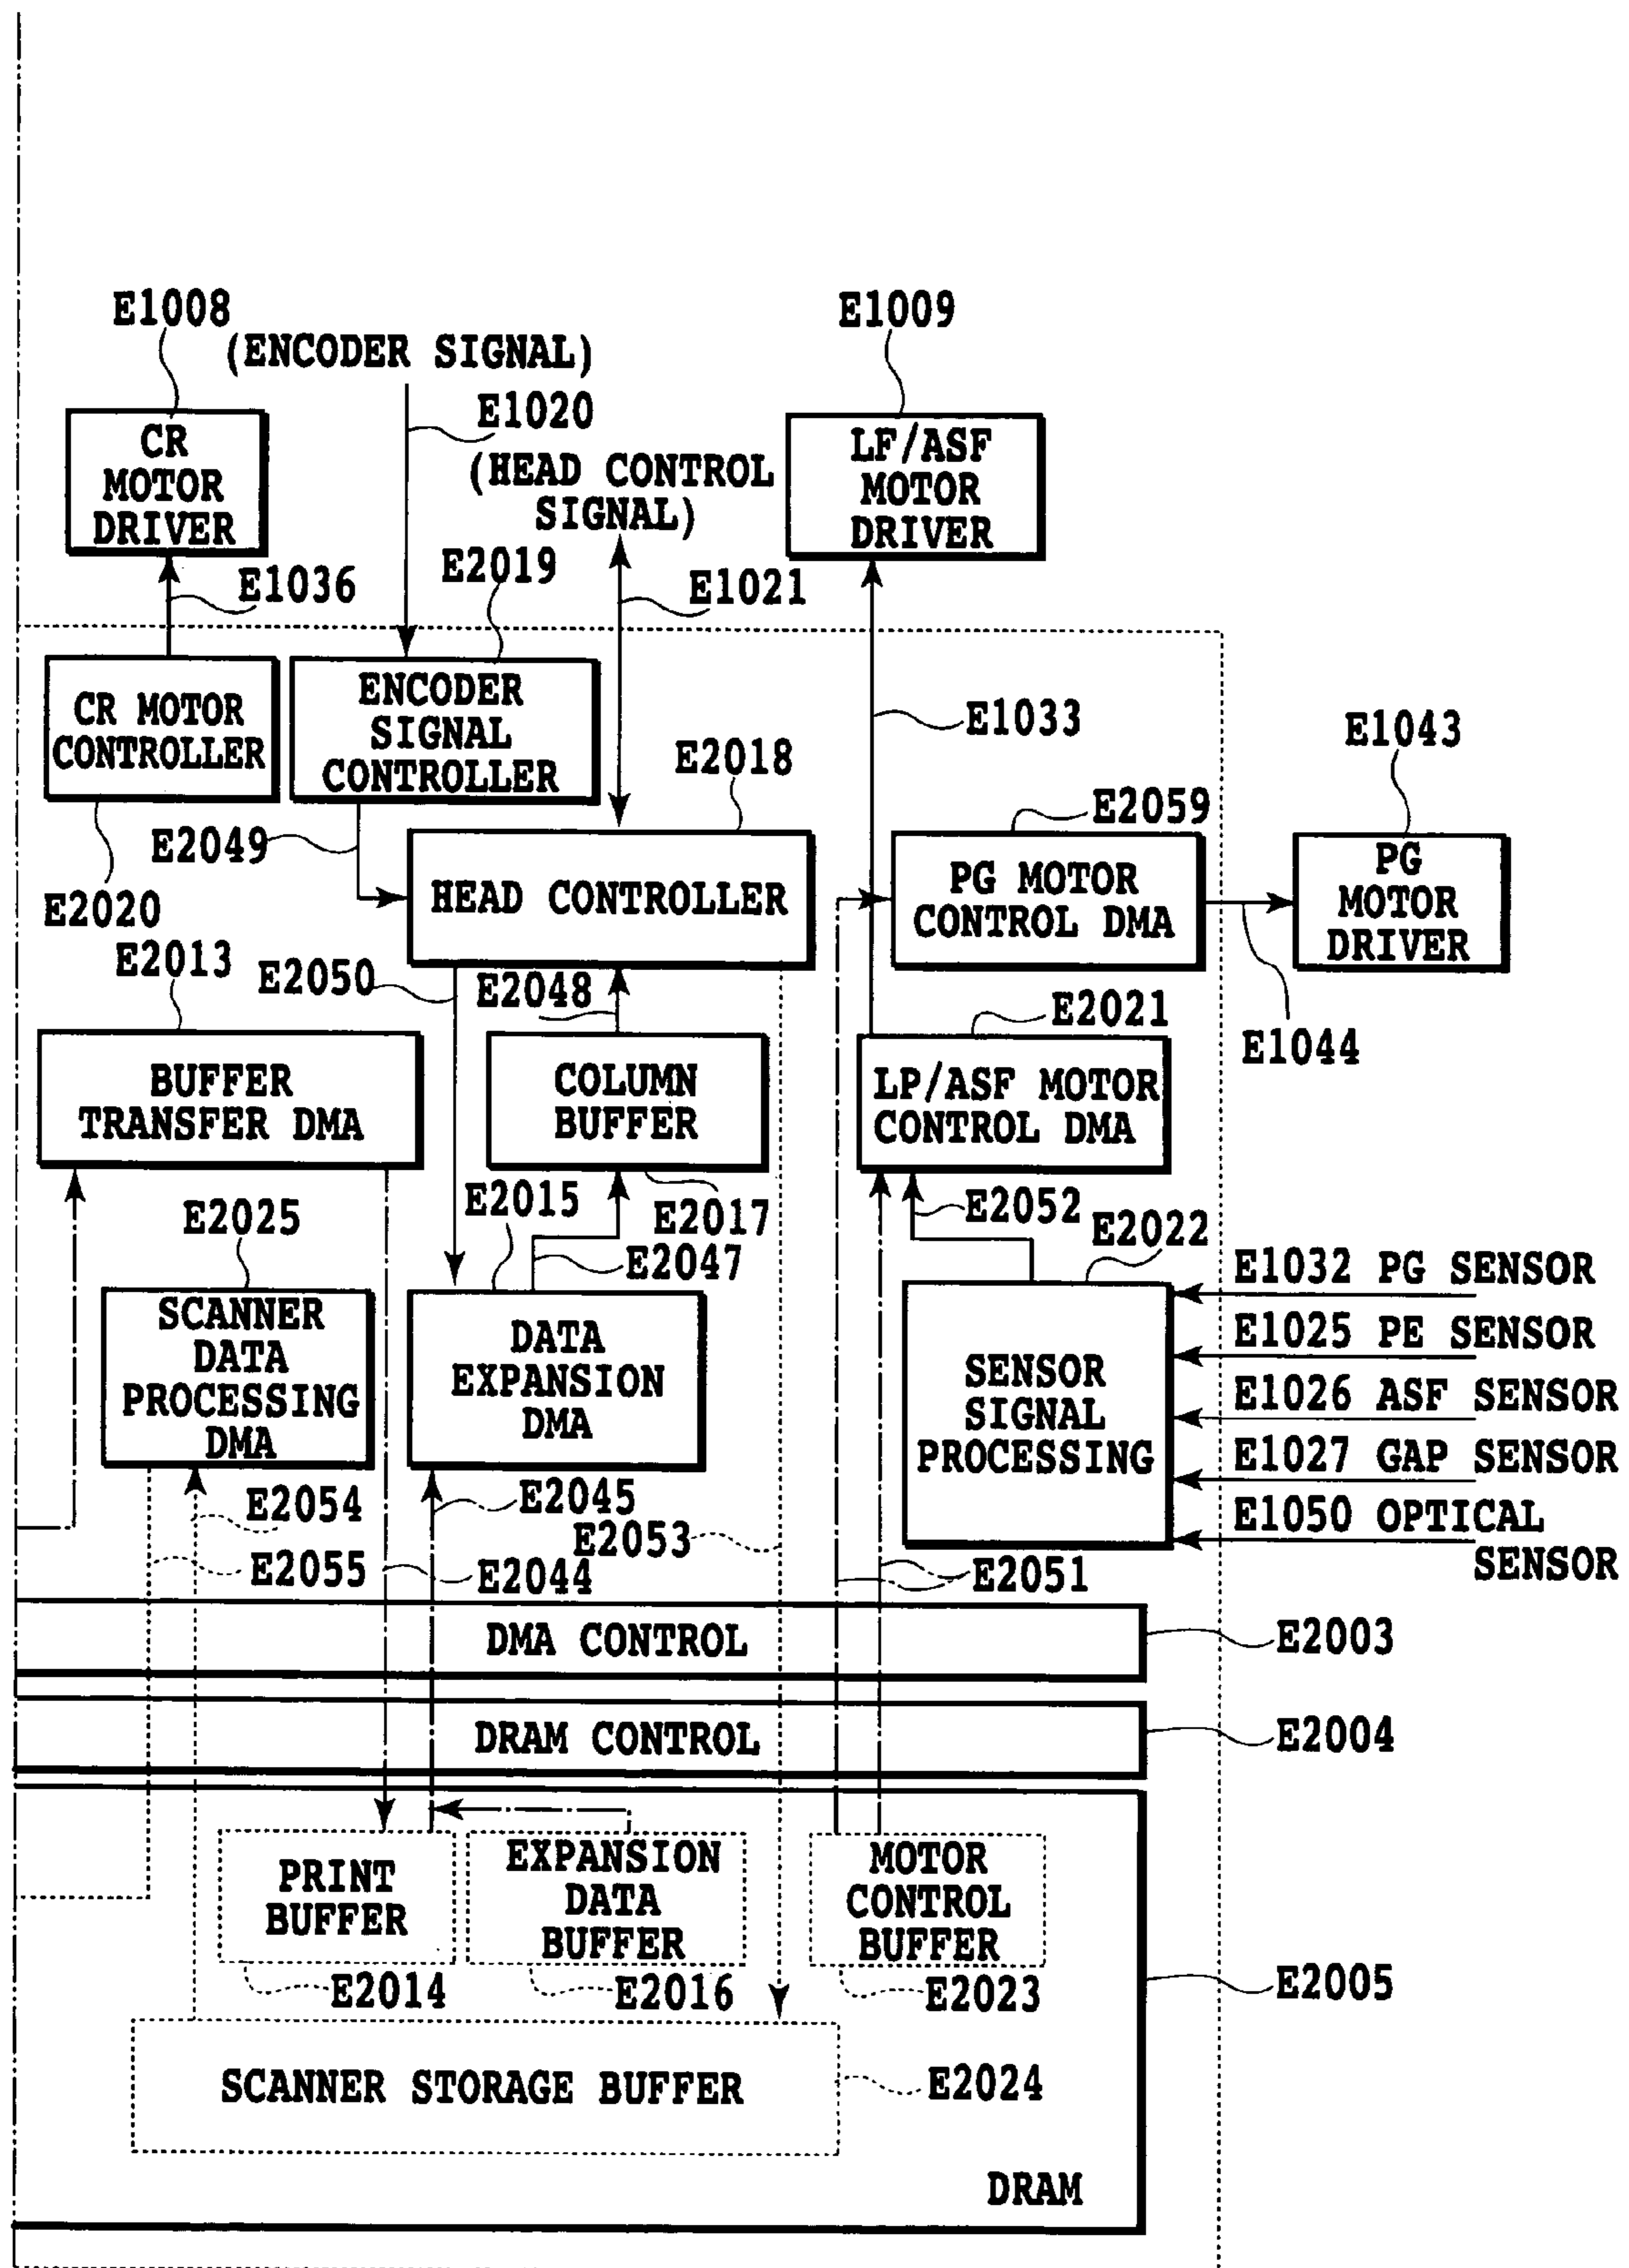 E1008
(ENCODER SIGNAL)
E1020
(HEAD CONTROL
SIGNAL)
E1009
CR
MOTOR
DRIVER
LF/ASF
MOTOR
DRIVER
E1036
E2019
E1021
CR MOTOR
CONTROLLER
ENCODER
SIGNAL
CONTROLLER
E1033
E2018
E1043
E2049
E2059
E2020
HEAD CONTROLLER
PG MOTOR
CONTROL DMA
PG
MOTOR
DRIVER
E2013
E2050
E2048
E2021
E1044
BUFFER
TRANSFER DMA
COLUMN
BUFFER
LP/ASF MOTOR
CONTROL DMA
E2025
E2015
E2017
E2047
E2052
E2022
SCANNER
DATA
PROCESSING
DMA
DATA
EXPANSION
DMA
SENSOR
SIGNAL
PROCESSING
E1032 PG SENSOR
E1025 PE SENSOR
E1026 ASF SENSOR
E1027 GAP SENSOR
E1050 OPTICAL
SENSOR
E2054
E2045
E2053
E2055
E2044
E2051
DMA CONTROL
E2003
DRAM CONTROL
E2004
PRINT
BUFFER
EXPANSION
DATA
BUFFER
MOTOR
CONTROL
BUFFER
E2014
E2016
E2023
E2005
SCANNER STORAGE BUFFER
E2024
DRAM